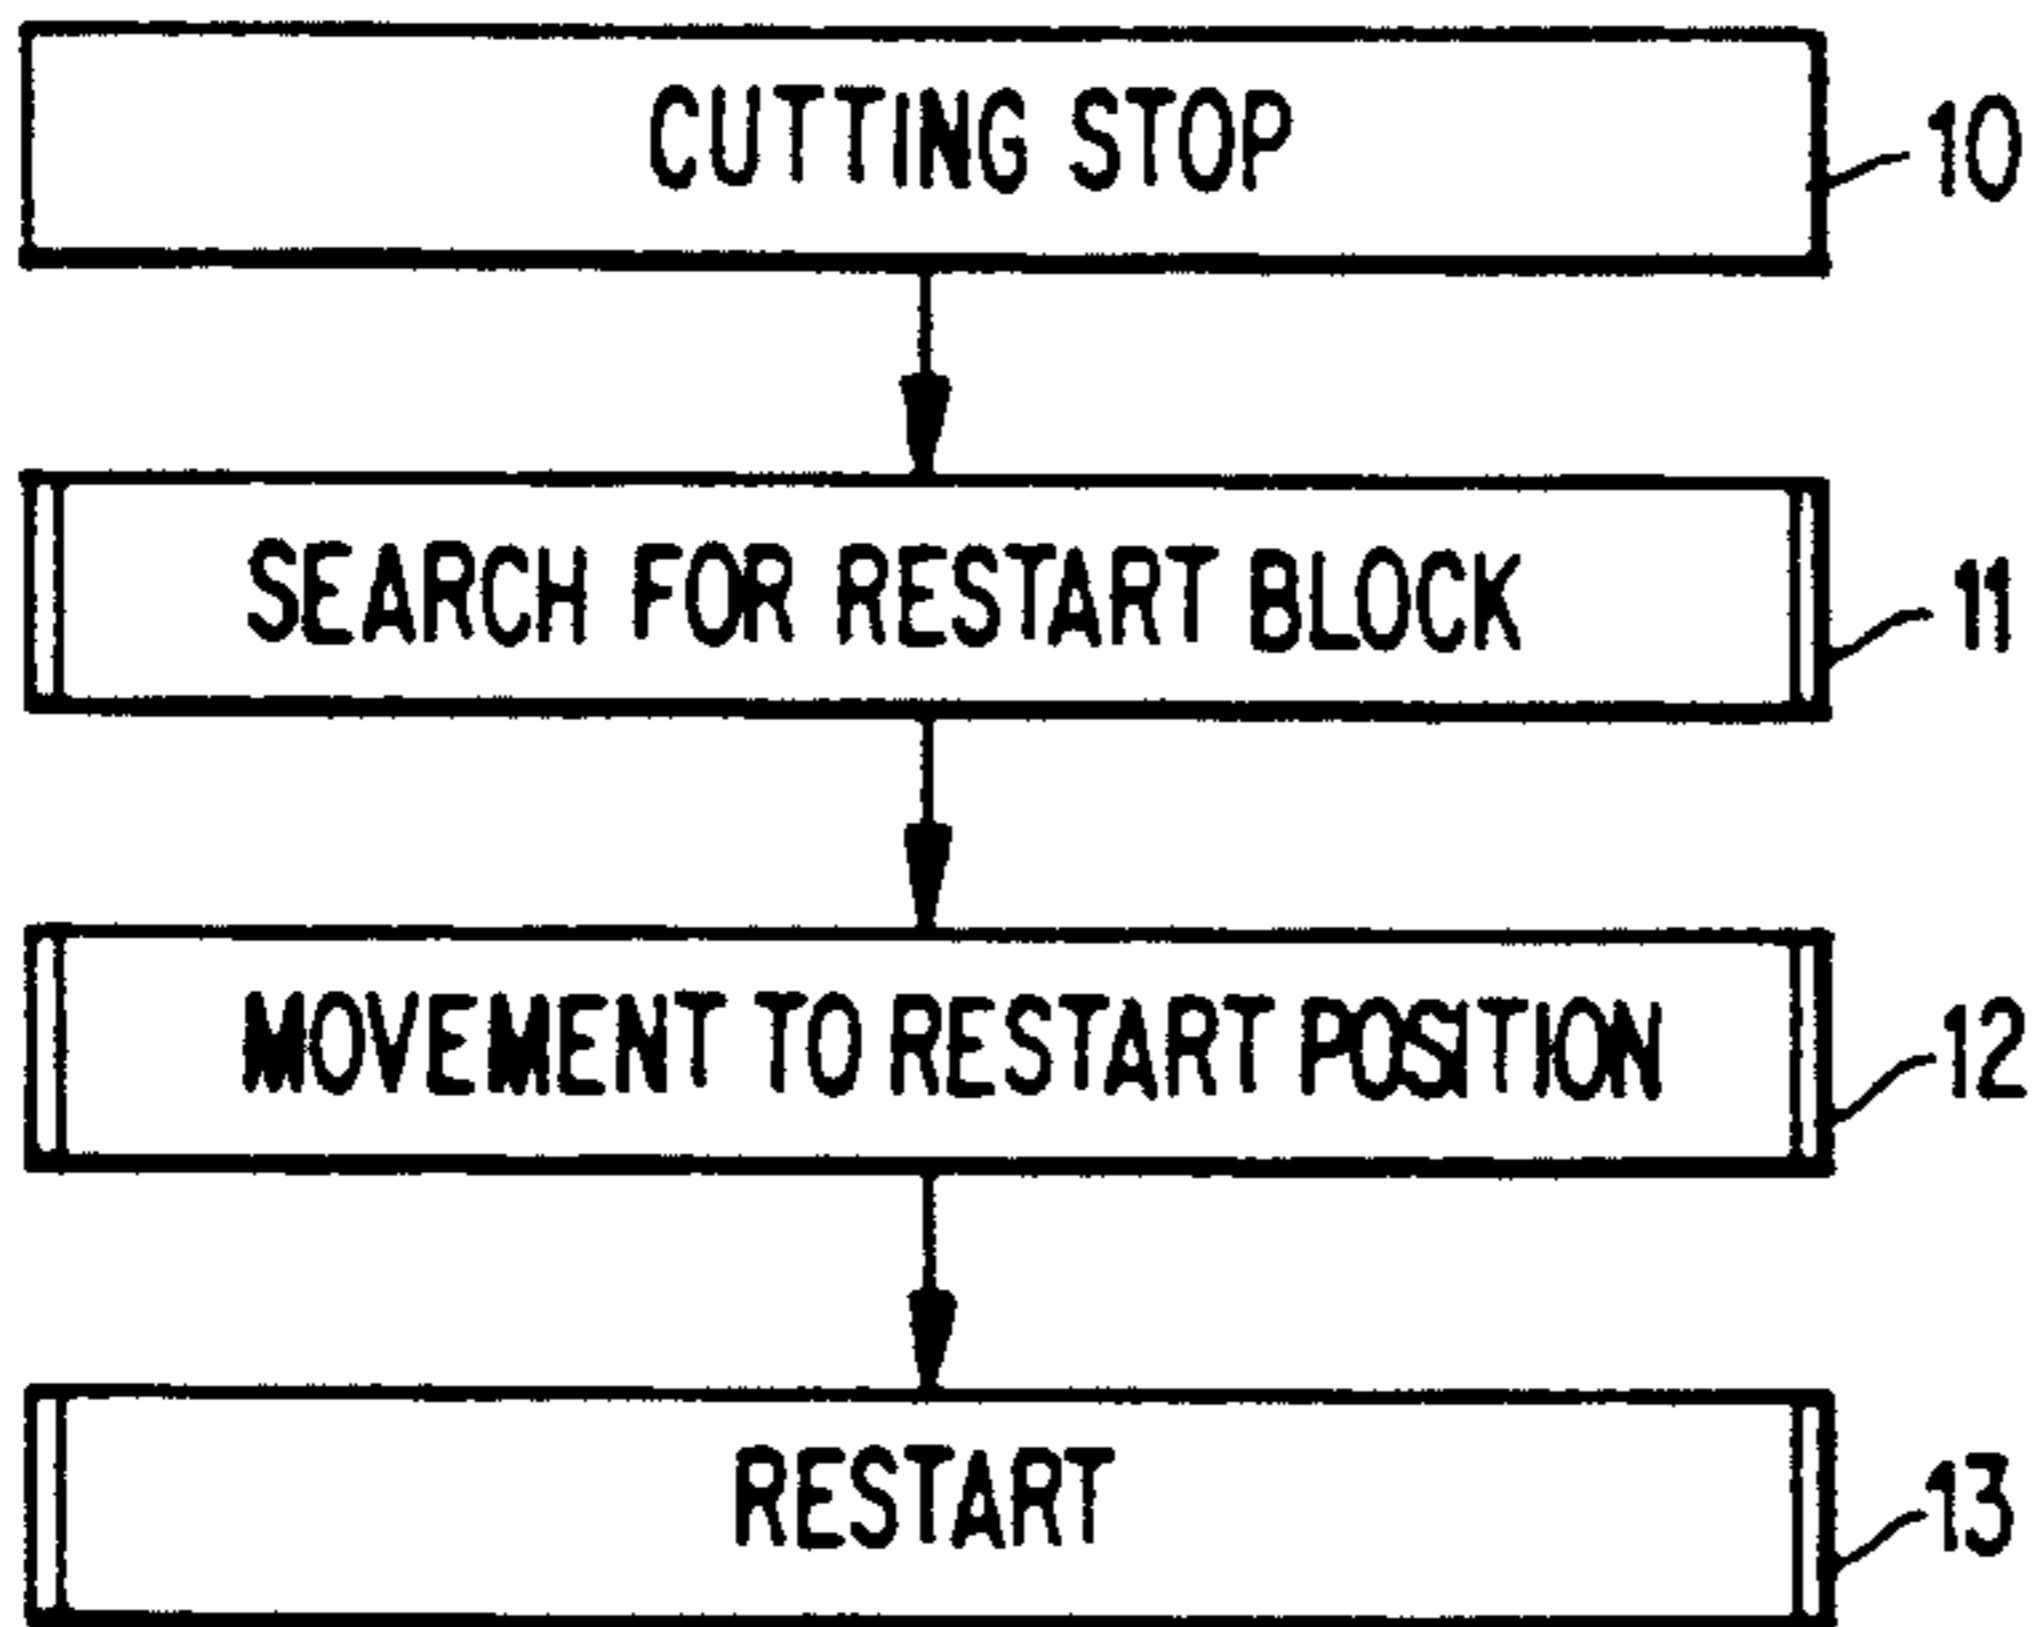 CUTTING STOP
10
SEARCH FOR RESTART BLOCK
11
MOVEMENT TO RESTART POSITION
12
RESTART
13